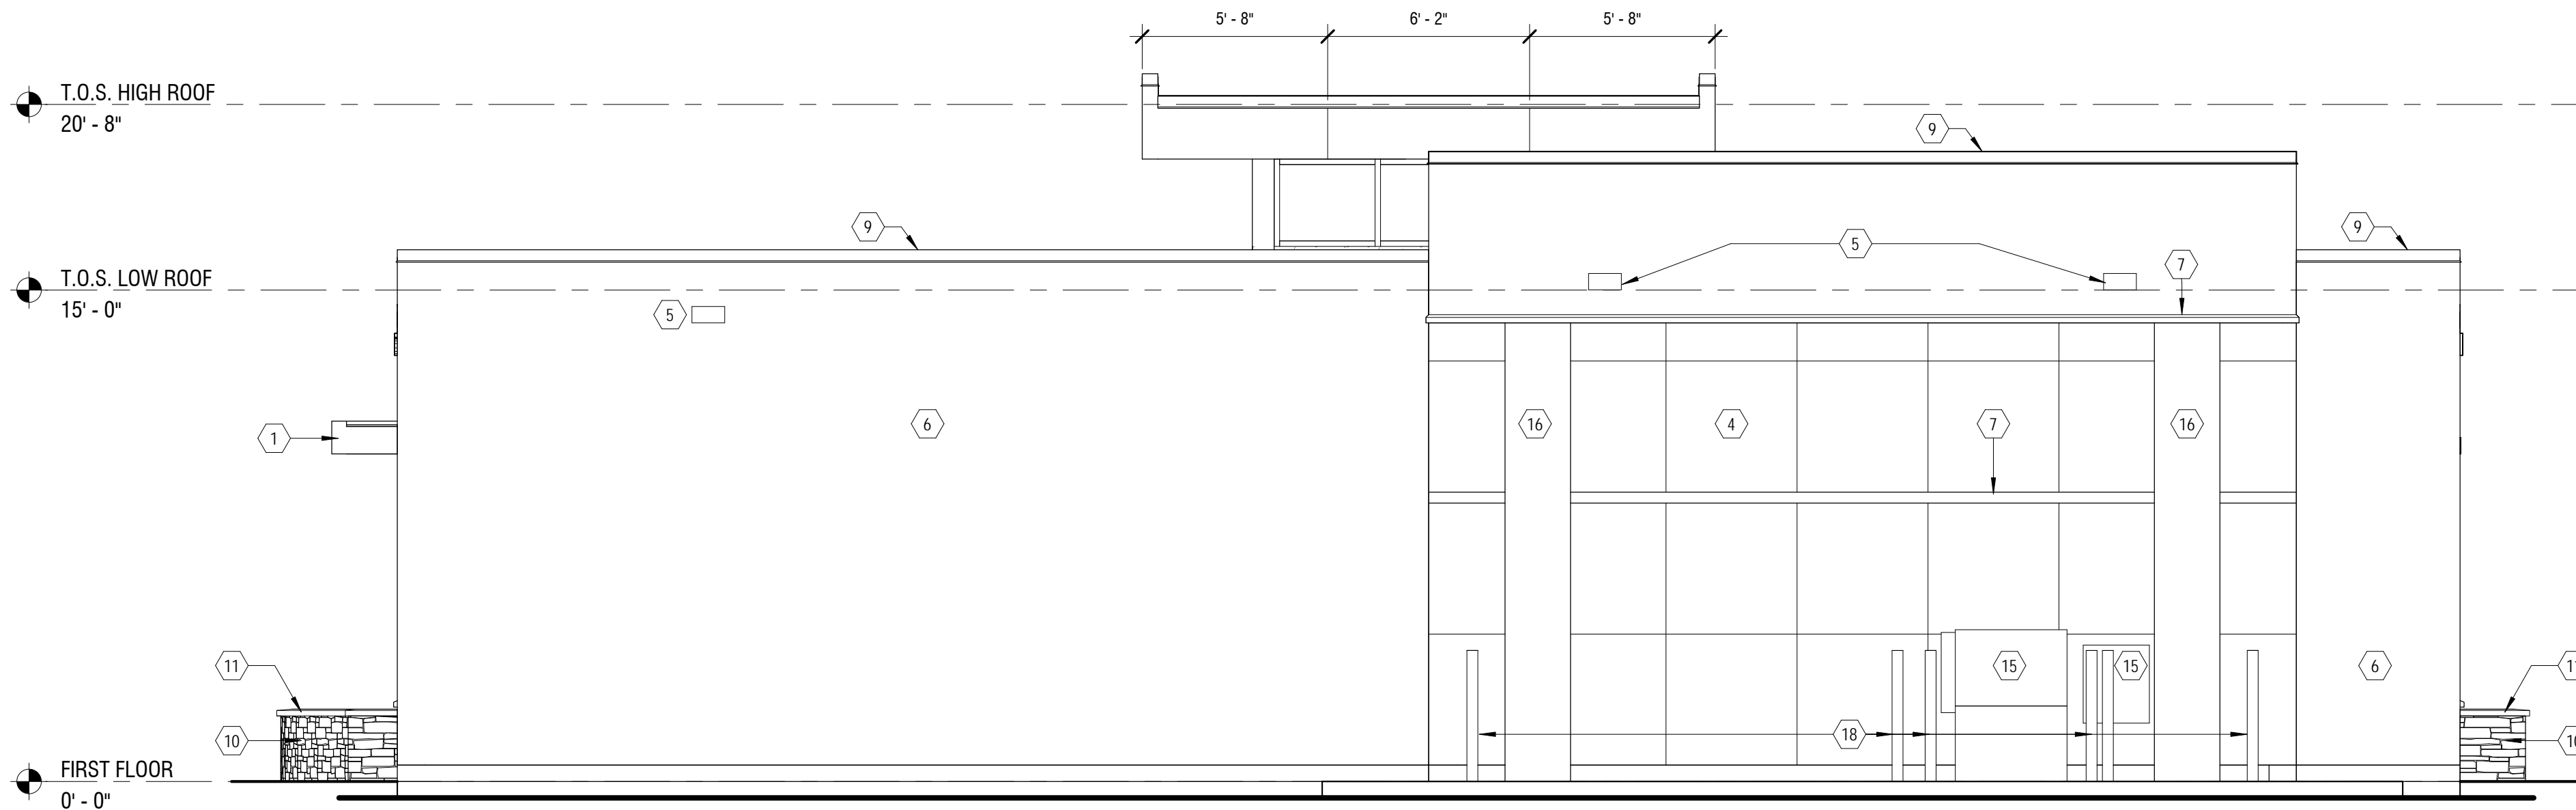 5' - 8" 6' - 2" 5' - 8"
T.O.S. HIGH ROOF
20' - 8"
9
9 5 9
7
T.O.S. LOW ROOF
15' - 0"
5
1 6 16 4 7 16
11 15 15 6
10 18
FIRST FLOOR
0' - 0"